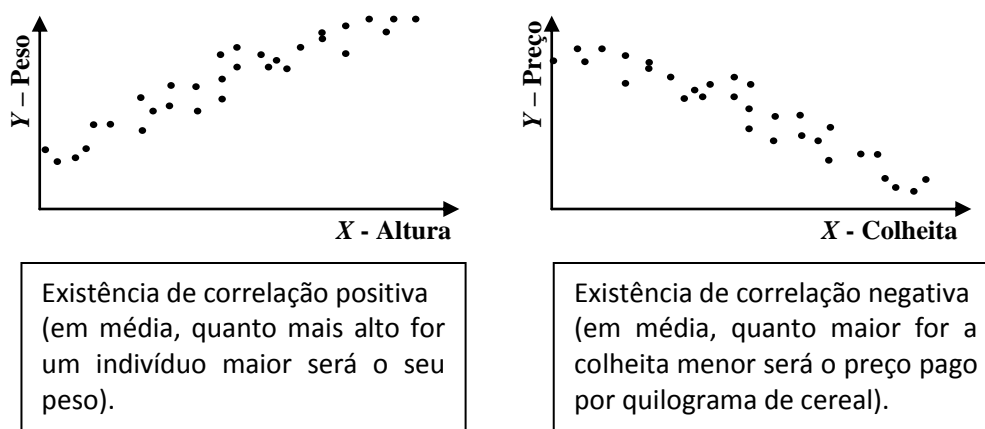 Y – Peso
X - Altura
Existência de correlação positiva
(em média, quanto mais alto for
um indivíduo maior será o seu
peso).
Y – Preço
X - Colheita
Existência de correlação negativa
(em média, quanto maior for a
colheita menor será o preço pago
por quilograma de cereal).